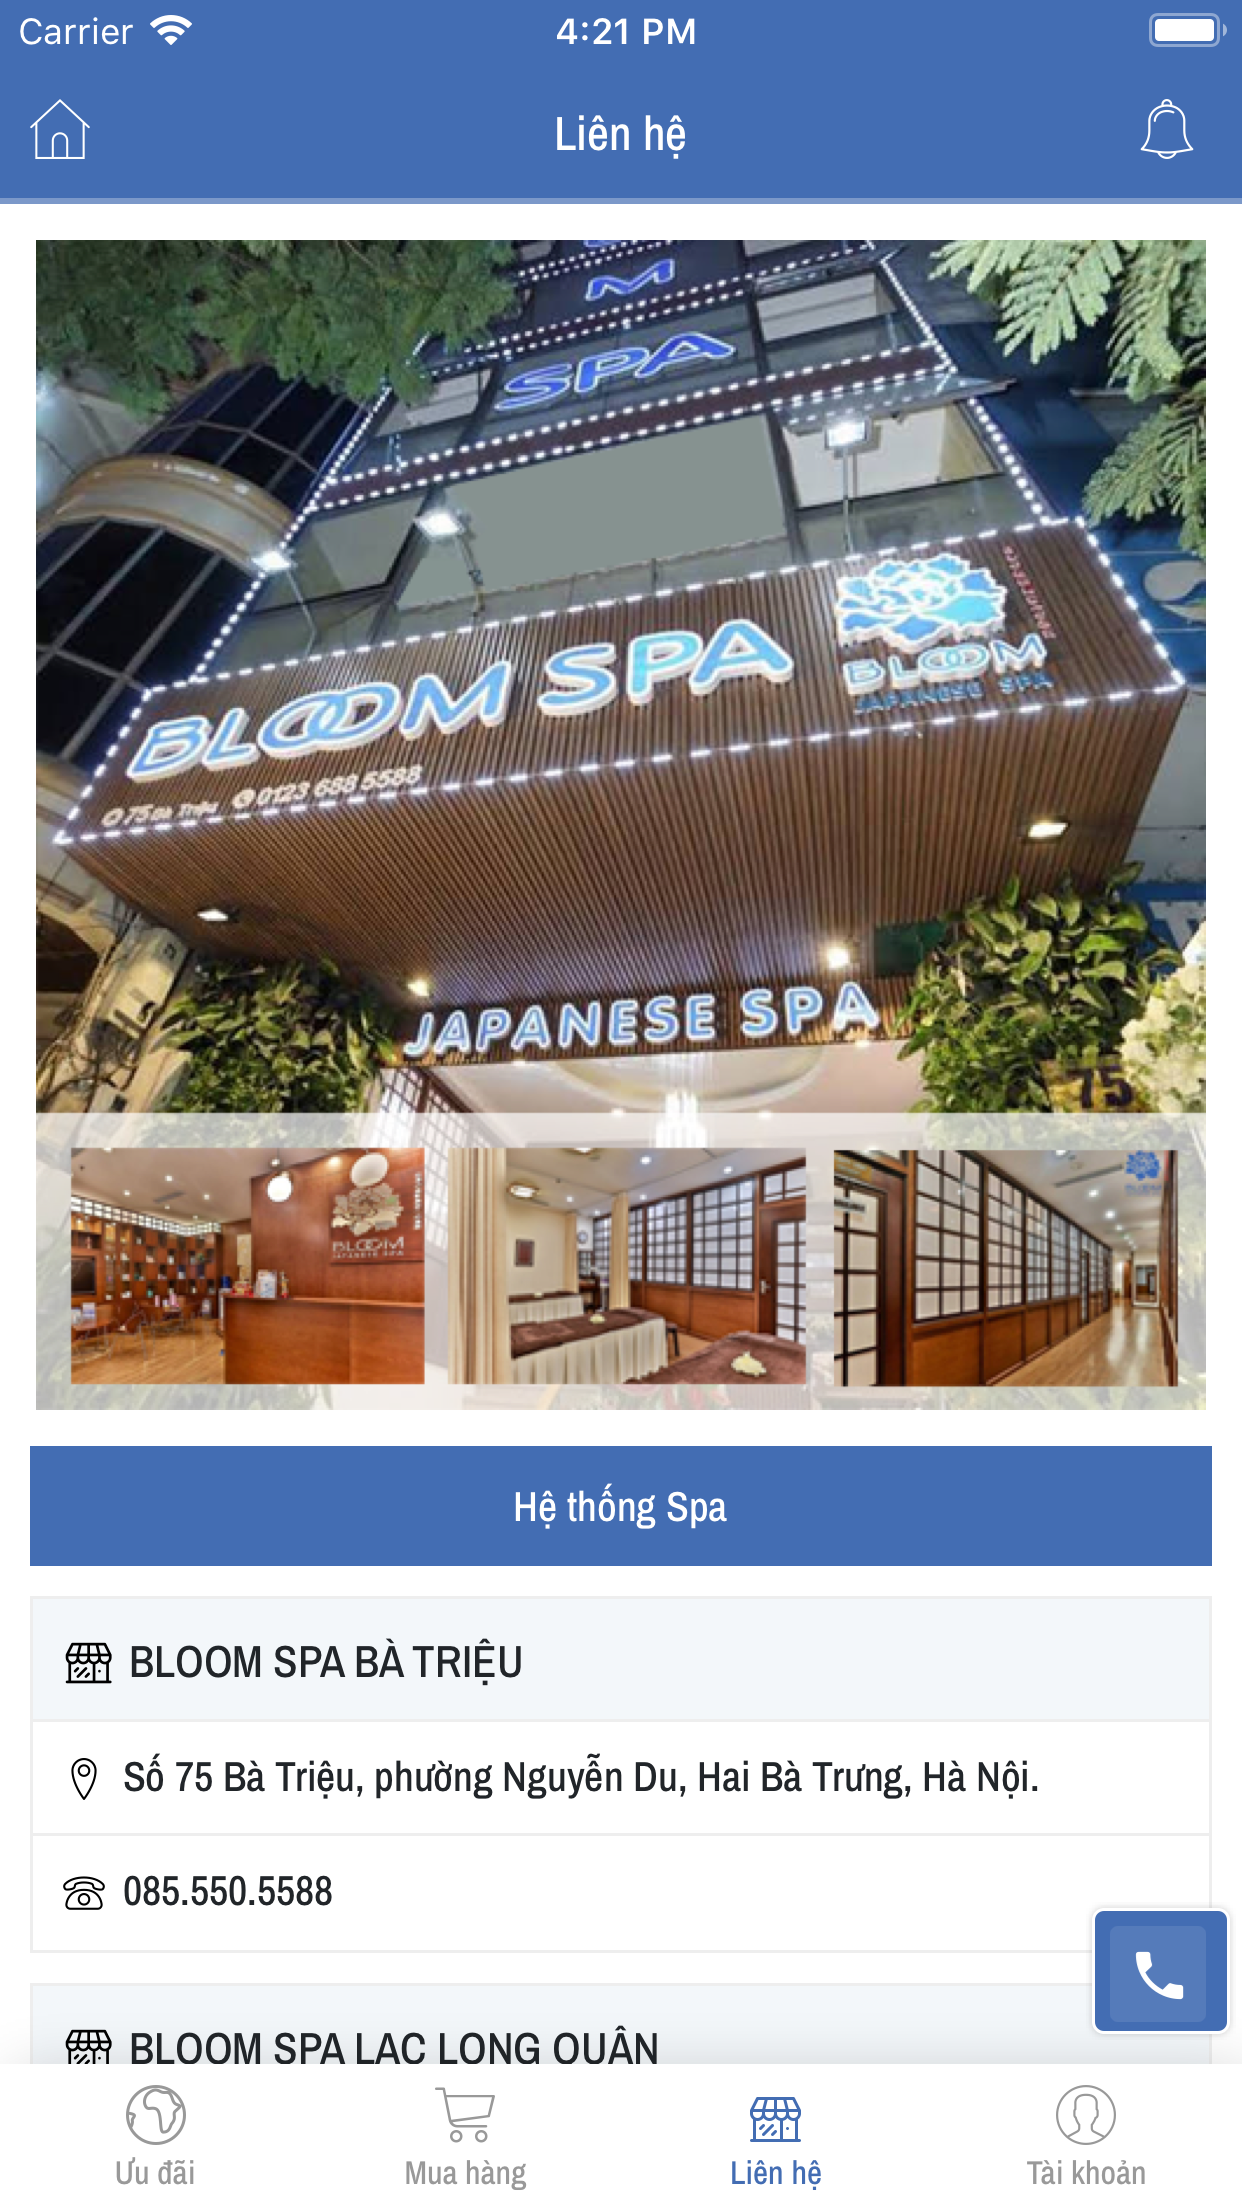 Carrier
4:21 PM
Liên hệ
M
SPA
BLOOM SPA
BLOOM
JAPANESE SPA
75 Bà Triệu 0123 688 5588
JAPANESE SPA
75
BLOOM
JAPANESE SPA
BLOOM
Hệ thống Spa
BLOOM SPA BÀ TRIỆU
Số 75 Bà Triệu, phường Nguyễn Du, Hai Bà Trưng, Hà Nội.
085.550.5588
BLOOM SPA LẠC LONG QUÂN
Ưu đãi
Mua hàng
Liên hệ
Tài khoản